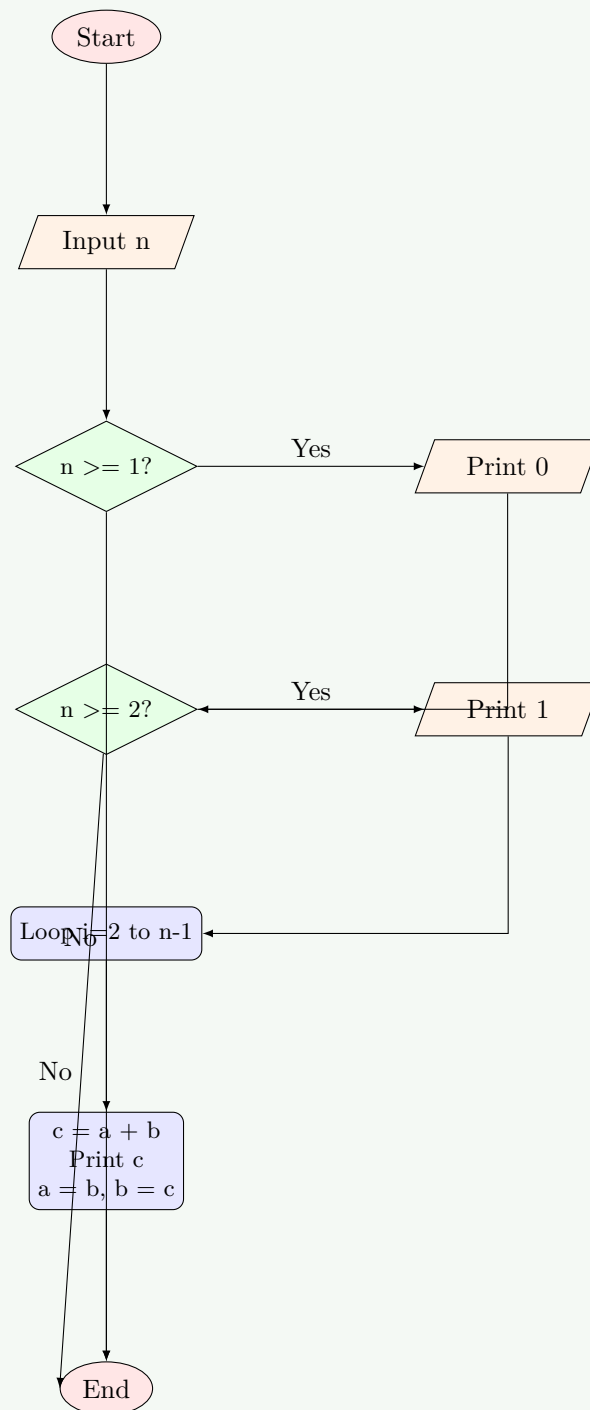 Start
Input n
n >= 1?
Yes
Print 0
n >= 2?
Yes
Print 1
Loop i=2 to n-1
No
No
c = a + b
Print c
a = b, b = c
End